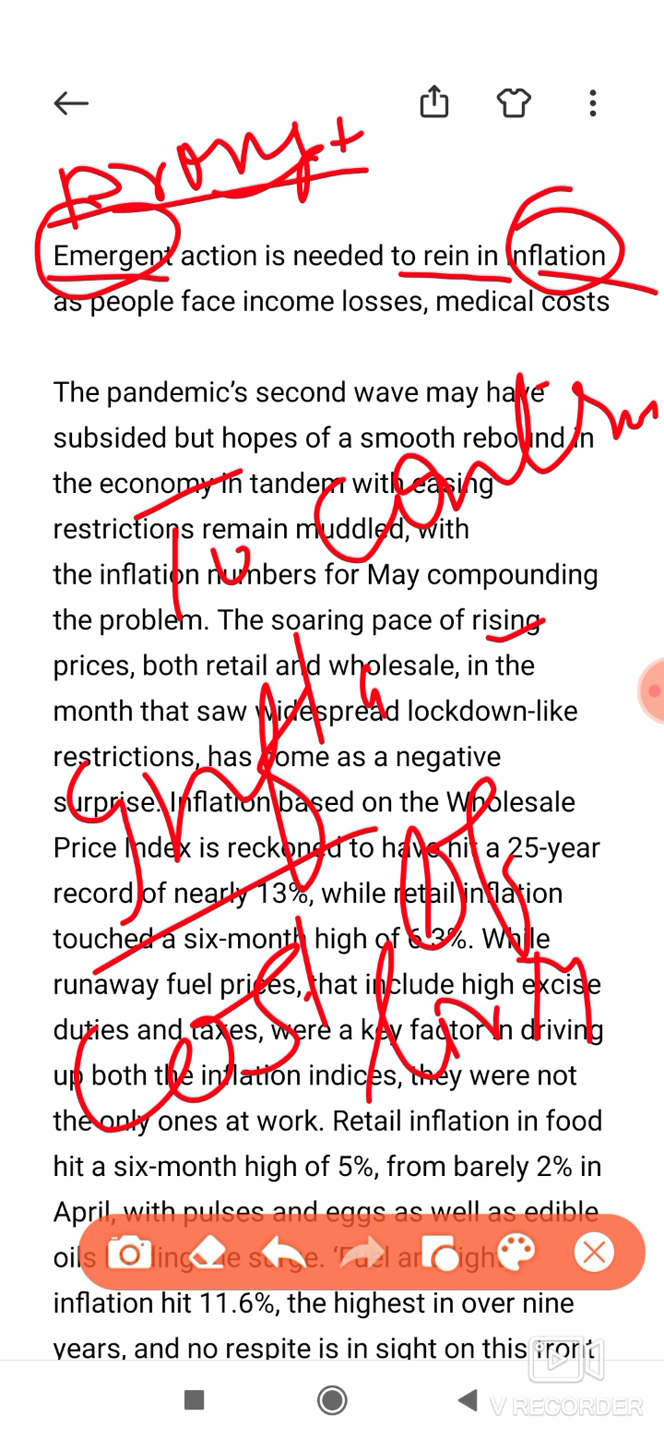 prompt
Emergent action is needed to rein in inflation
as people face income losses, medical costs
The pandemic's second wave may have
subsided but hopes of a smooth rebound in
the economy in tandem with easing
restrictions remain muddled, with
To control
the inflation numbers for May compounding
the problem. The soaring pace of rising
prices, both retail and wholesale, in the
month that saw widespread lockdown-like
restrictions, has come as a negative
surprise. Inflation based on the Wholesale
Price Index is reckoned to have hit a 25-year
record of nearly 13%, while retail inflation
touched a six-month high of 6.3%. While
runaway fuel prices, that include high excise
duties and taxes, were a key factor in driving
up both the inflation indices, they were not
cost of
the only ones at work. Retail inflation in food
hit a six-month high of 5%, from barely 2% in
April, with pulses and eggs as well as edible
inflation hit 11.6%, the highest in over nine
years, and no respite is in sight on this front
V RECORDER